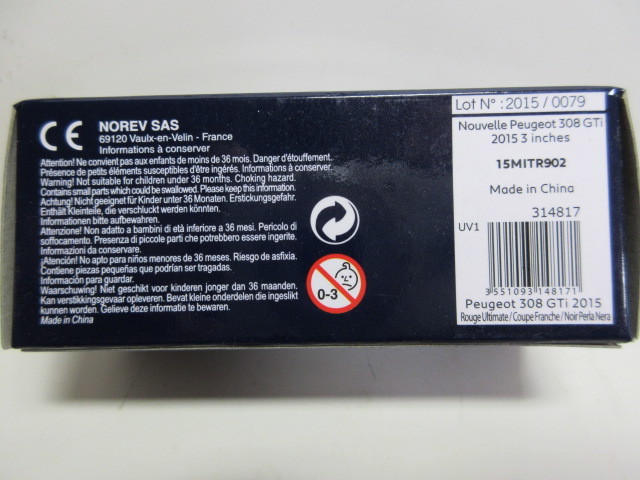 CE
NOREV SAS
69120 Vaulx-en-Velin - France
Informations à conserver
Attention! Ne convient pas aux enfants de moins de 36 mois. Danger d'étouffement.
Présence de petits éléments susceptibles d'être ingérés. Informations à conserver.
Warning! Not suitable for children under 36 months. Choking hazard.
Contains small parts which could be swallowed. Please keep this information.
Achtung! Nicht geeignet für Kinder unter 36 Monaten. Erstickungsgefahr.
Enthält Kleinteile, die verschluckt werden könnten.
Informationen bitte aufbewahren.
Attenzione! Non adatto a bambini di età inferiore a 36 mesi. Pericolo di
soffocamento. Presenza di piccole parti che potrebbero essere ingerite.
Informazioni da conservare.
¡Atención! No apto para niños menores de 36 meses. Riesgo de asfixia.
Contiene piezas pequeñas que podrían ser tragadas.
Información para guardar.
Waarschuwing! Niet geschikt voor kinderen jonger dan 36 maanden.
Kan verstikkingsgevaar opleveren. Bevat kleine onderdelen die ingeslikt
kunnen worden. Gelieve deze informatie te bewaren.
Made in China
0-3
Lot N° : 2015 / 0079
Nouvelle Peugeot 308 GTi
2015 3 inches
15MITR902
Made in China
314817
UV1
3 551093 148171
Peugeot 308 GTi 2015
Rouge Ultimate / Coupe Franche / Noir Perla Nera